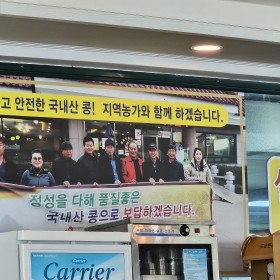 고 안전한 국내산 콩! 지역농가와 함께 하겠습니다.
정성을 다해 품질좋은
국내산 콩으로 보답하겠습니다.
Carrier